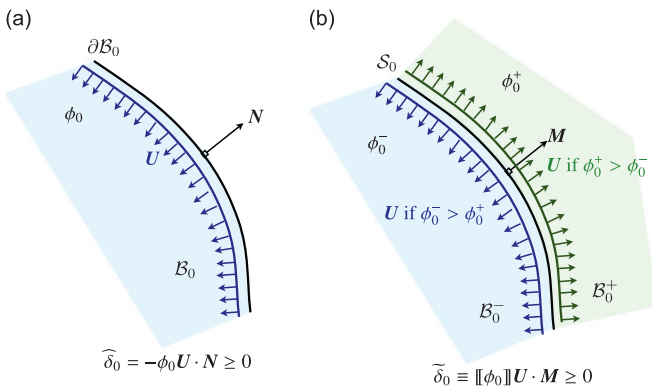 (a)
∂ℬ₀
ϕ₀
N
U
ℬ₀
δ̂₀ = −ϕ₀U · N ≥ 0
(b)
𝒮₀
ϕ₀⁺
ϕ₀⁻
M
U if ϕ₀⁺ > ϕ₀⁻
U if ϕ₀⁻ > ϕ₀⁺
ℬ₀⁻
ℬ₀⁺
δ̃₀ ≡ ⟦ϕ₀⟧U · M ≥ 0